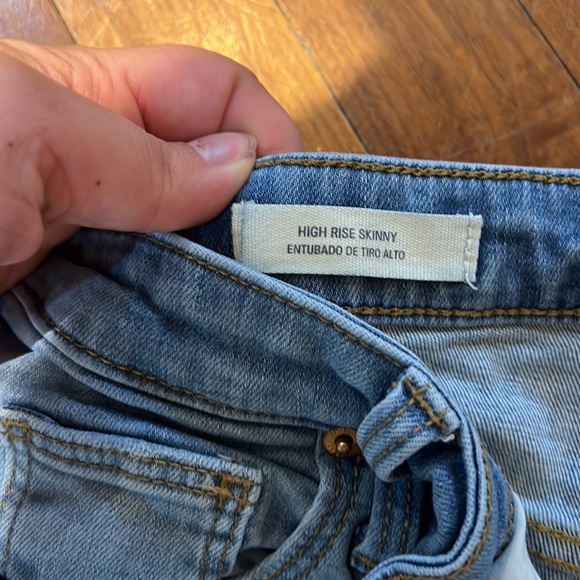 HIGH RISE SKINNY
ENTUBADO DE TIRO ALTO